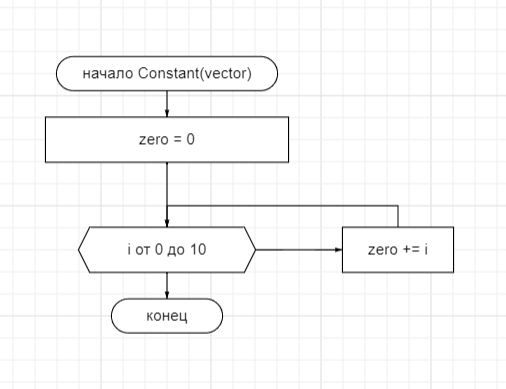 начало Constant(vector)
zero = 0
i от 0 до 10
zero += i
конец